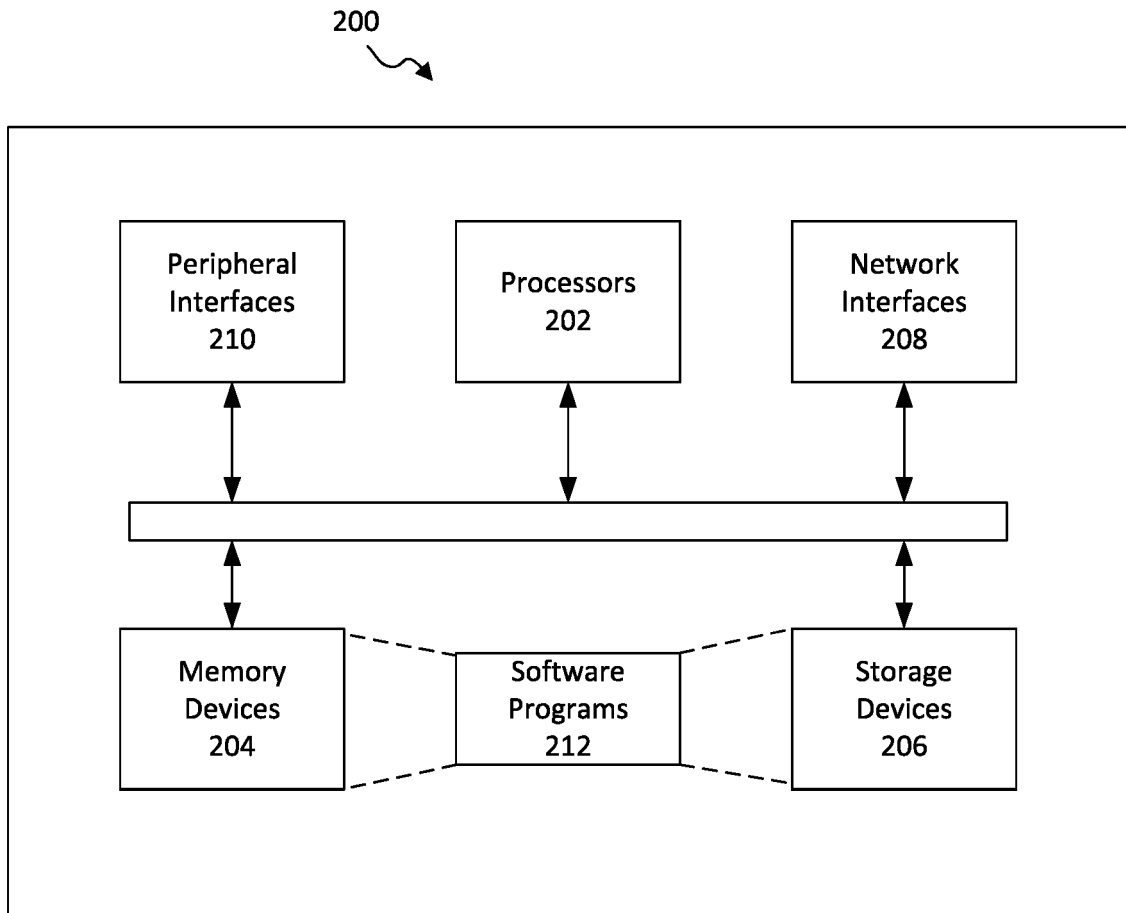 200
Peripheral
Interfaces
210
Processors
202
Network
Interfaces
208
Memory
Devices
204
Software
Programs
212
Storage
Devices
206